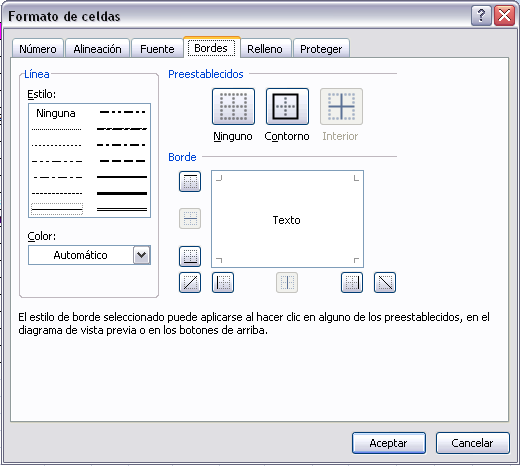 Formato de celdas
Número Alineación Fuente Bordes Relleno Proteger
Línea
Estilo:
Ninguna
Color:
Automático
Preestablecidos
Ninguno Contorno Interior
Borde
Texto
El estilo de borde seleccionado puede aplicarse al hacer clic en alguno de los preestablecidos, en el
diagrama de vista previa o en los botones de arriba.
Aceptar Cancelar